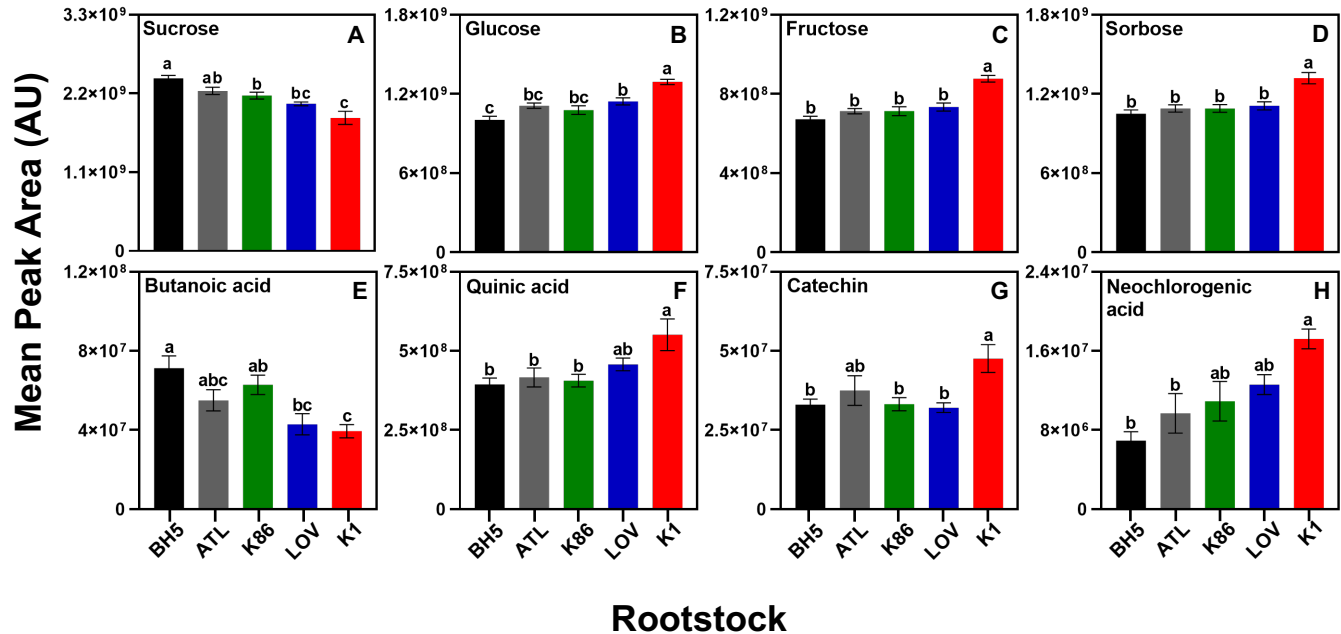 Mean Peak Area (AU)
Sucrose A
3.3×10⁹
2.2×10⁹
1.1×10⁹
0
a ab b bc c
Glucose B
1.8×10⁹
1.2×10⁹
6×10⁸
0
c bc bc b a
Fructose C
1.2×10⁹
8×10⁸
4×10⁸
0
b b b b a
Sorbose D
1.8×10⁹
1.2×10⁹
6×10⁸
0
b b b b a
Butanoic acid E
1.2×10⁸
8×10⁷
4×10⁷
0
a abc ab bc c
BH5 ATL K86 LOV K1
Quinic acid F
7.5×10⁸
5×10⁸
2.5×10⁸
0
b b b ab a
BH5 ATL K86 LOV K1
Catechin G
7.5×10⁷
5×10⁷
2.5×10⁷
0
b ab b b a
BH5 ATL K86 LOV K1
Neochlorogenic H
acid
2.4×10⁷
1.6×10⁷
8×10⁶
0
b b ab ab a
BH5 ATL K86 LOV K1
Rootstock